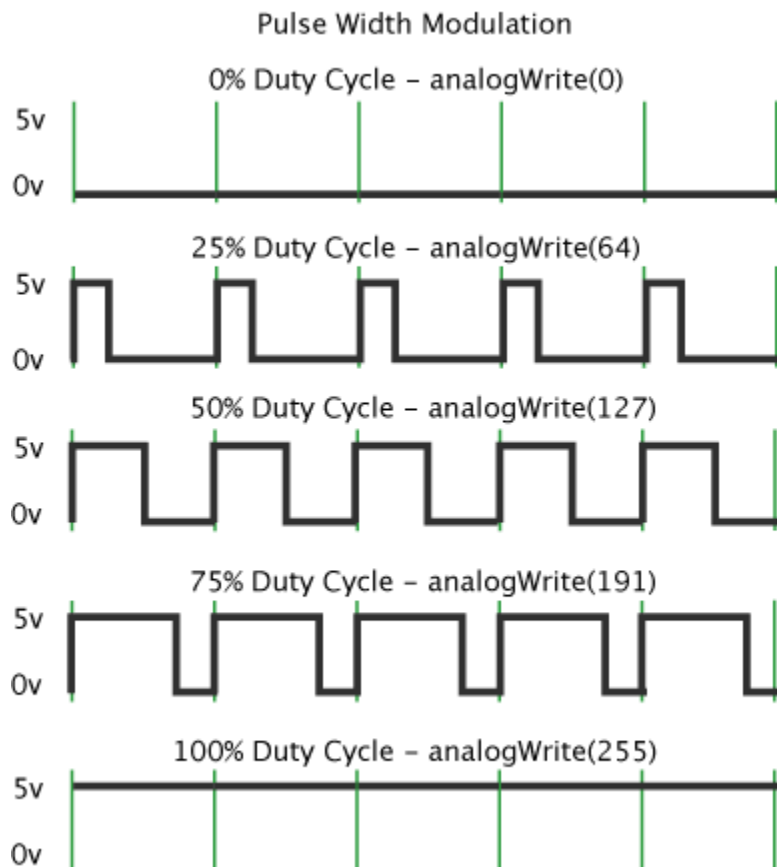 Pulse Width Modulation
0% Duty Cycle – analogWrite(0)
5v
0v
25% Duty Cycle – analogWrite(64)
5v
0v
50% Duty Cycle – analogWrite(127)
5v
0v
75% Duty Cycle – analogWrite(191)
5v
0v
100% Duty Cycle – analogWrite(255)
5v
0v